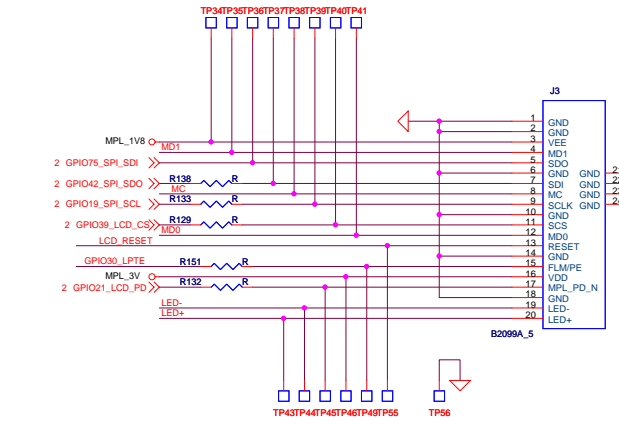 TP34TP35TP36TP37TP38TP39TP40TP41
J3
1 GND
2 GND
MPL_1V8 3 VEE
MD1 4 MD1
2 GPIO75_SPI_SDI 5 SDO
6 GND GND
2 GPIO42_SPI_SDO R138 R 7 SDI GND
MC 8 MC GND
2 GPIO19_SPI_SCL R133 R 9 SCLK GND
10 GND
2 GPIO39_LCD_CS R129 R 11 SCS
MD0 12 MD0
LCD_RESET 13 RESET
14 GND
GPIO30_LPTE R151 R 15 FLM/PE
MPL_3V 16 VDD
2 GPIO21_LCD_PD R132 R 17 MPL_PD_N
18 GND
LED- 19 LED-
LED+ 20 LED+
B2099A_5
TP43TP44TP45TP46TP49TP55 TP56